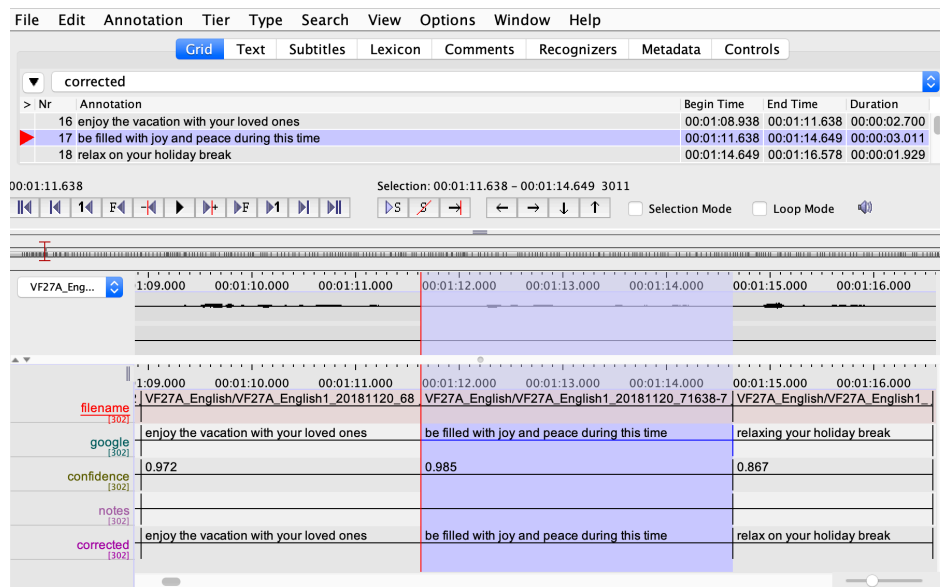 File Edit Annotation Tier Type Search View Options Window Help
Grid Text Subtitles Lexicon Comments Recognizers Metadata Controls
corrected
> Nr Annotation Begin Time End Time Duration
16 enjoy the vacation with your loved ones 00:01:08.938 00:01:11.638 00:00:02.700
17 be filled with joy and peace during this time 00:01:11.638 00:01:14.649 00:00:03.011
18 relax on your holiday break 00:01:14.649 00:01:16.578 00:00:01.929
00:01:11.638 Selection: 00:01:11.638 - 00:01:14.649 3011
1 F + F 1 S S Selection Mode Loop Mode
VF27A_Eng... 1:09.000 00:01:10.000 00:01:11.000 00:01:12.000 00:01:13.000 00:01:14.000 00:01:15.000 00:01:16.000
1:09.000 00:01:10.000 00:01:11.000 00:01:12.000 00:01:13.000 00:01:14.000 00:01:15.000 00:01:16.000
filename VF27A_English/VF27A_English1_20181120_68 VF27A_English/VF27A_English1_20181120_71638-7 VF27A_English/VF27A_English1_
[302]
google enjoy the vacation with your loved ones be filled with joy and peace during this time relaxing your holiday break
[302]
confidence 0.972 0.985 0.867
[302]
notes
[302]
corrected enjoy the vacation with your loved ones be filled with joy and peace during this time relax on your holiday break
[302]